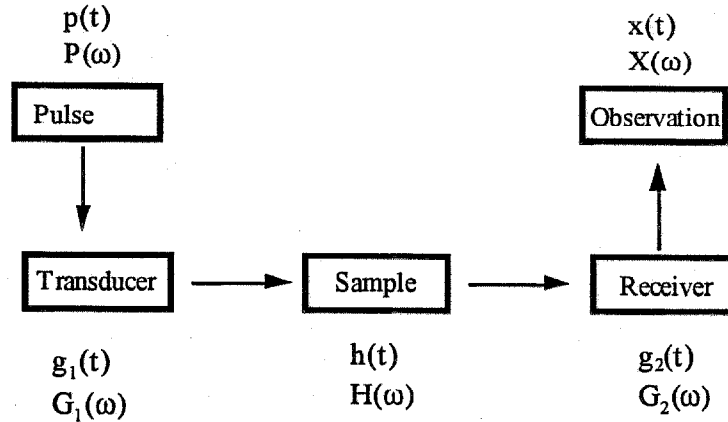 p(t)
P(ω)
Pulse
x(t)
X(ω)
Observation
Transducer
Sample
Receiver
g₁(t)
G₁(ω)
h(t)
H(ω)
g₂(t)
G₂(ω)